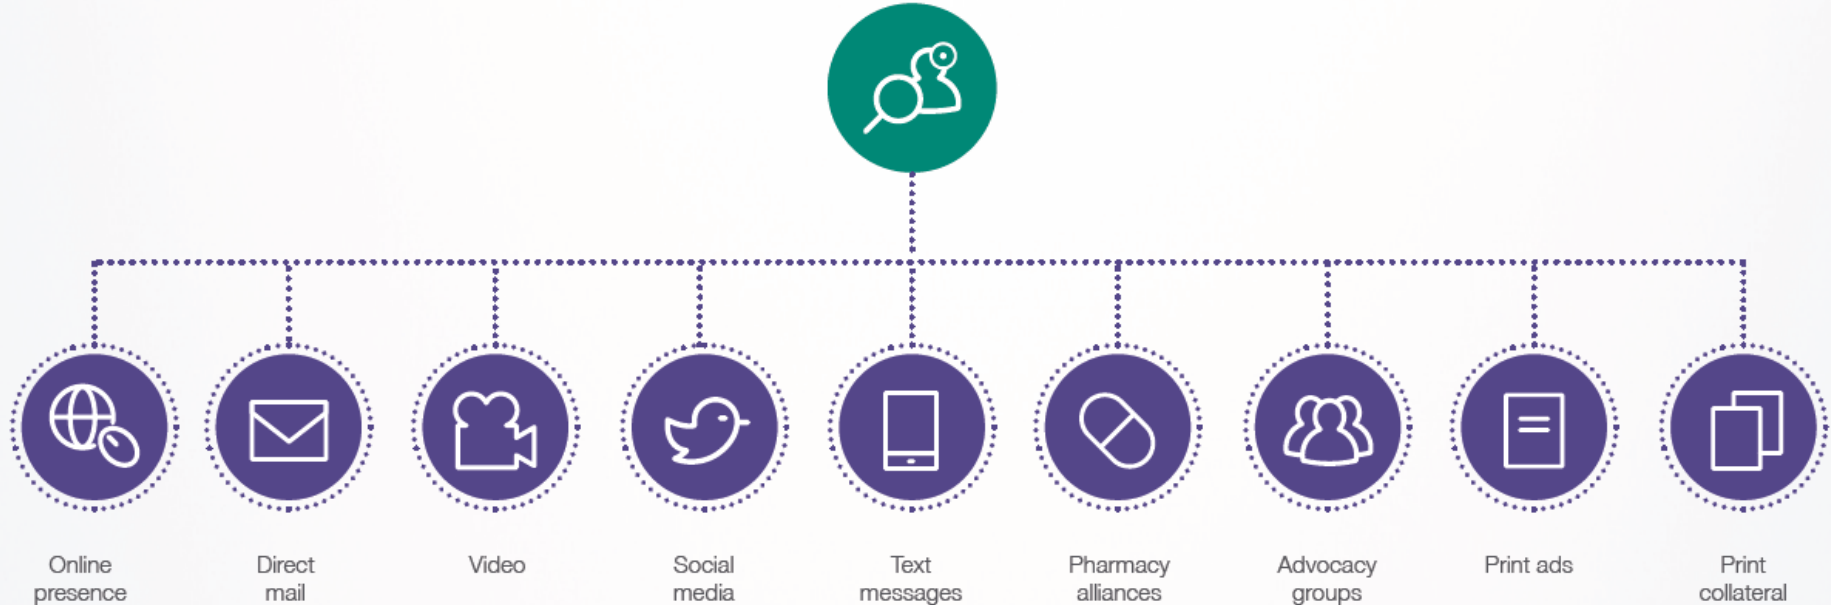 Online
presence
Direct
mail
Video
Social
media
Text
messages
Pharmacy
alliances
Advocacy
groups
Print ads
Print
collateral